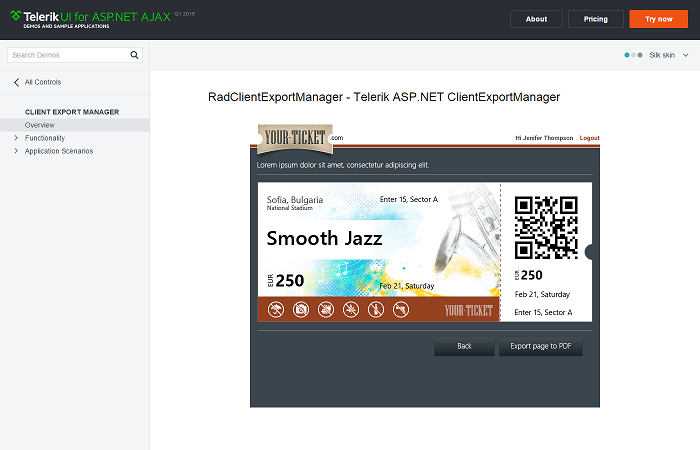 Telerik UI for ASP.NET AJAX Q1 2015
DEMOS AND SAMPLE APPLICATIONS
About
Pricing
Try now
Search Demos
Silk skin
All Controls
CLIENT EXPORT MANAGER
Overview
Functionality
Application Scenarios
RadClientExportManager - Telerik ASP.NET ClientExportManager
YOUR-TICKET.com
Hi Jenifer Thompson Logout
Lorem ipsum dolor sit amet, consectetur adipiscing elit.
Sofia, Bulgaria
National Stadium
Enter 15, Sector A
Smooth Jazz
EUR 250
Feb 21, Saturday
YOUR-TICKET
EUR 250
Feb 21, Saturday
Enter 15, Sector A
Back
Export page to PDF